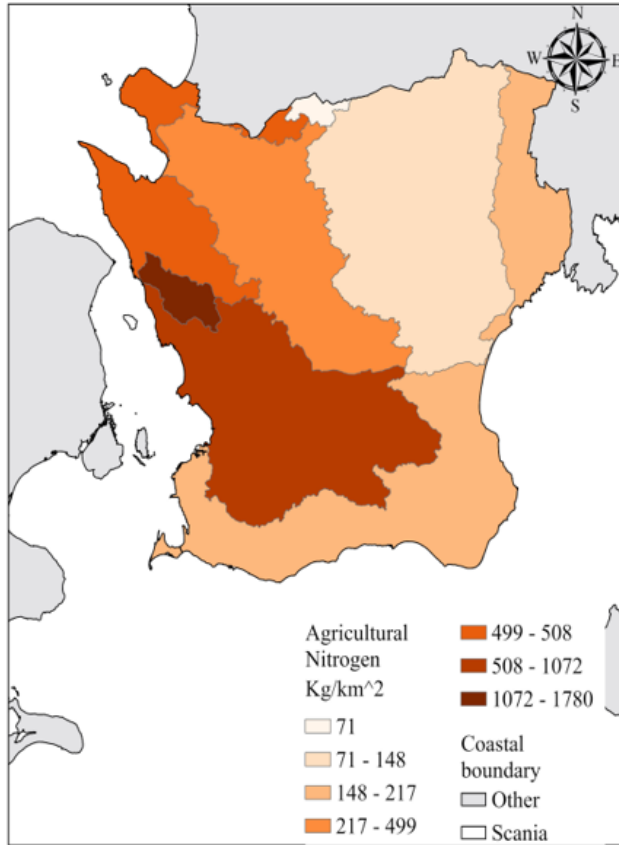 N
W E
S
Agricultural
Nitrogen
Kg/km^2
71
71 - 148
148 - 217
217 - 499
499 - 508
508 - 1072
1072 - 1780
Coastal
boundary
Other
Scania